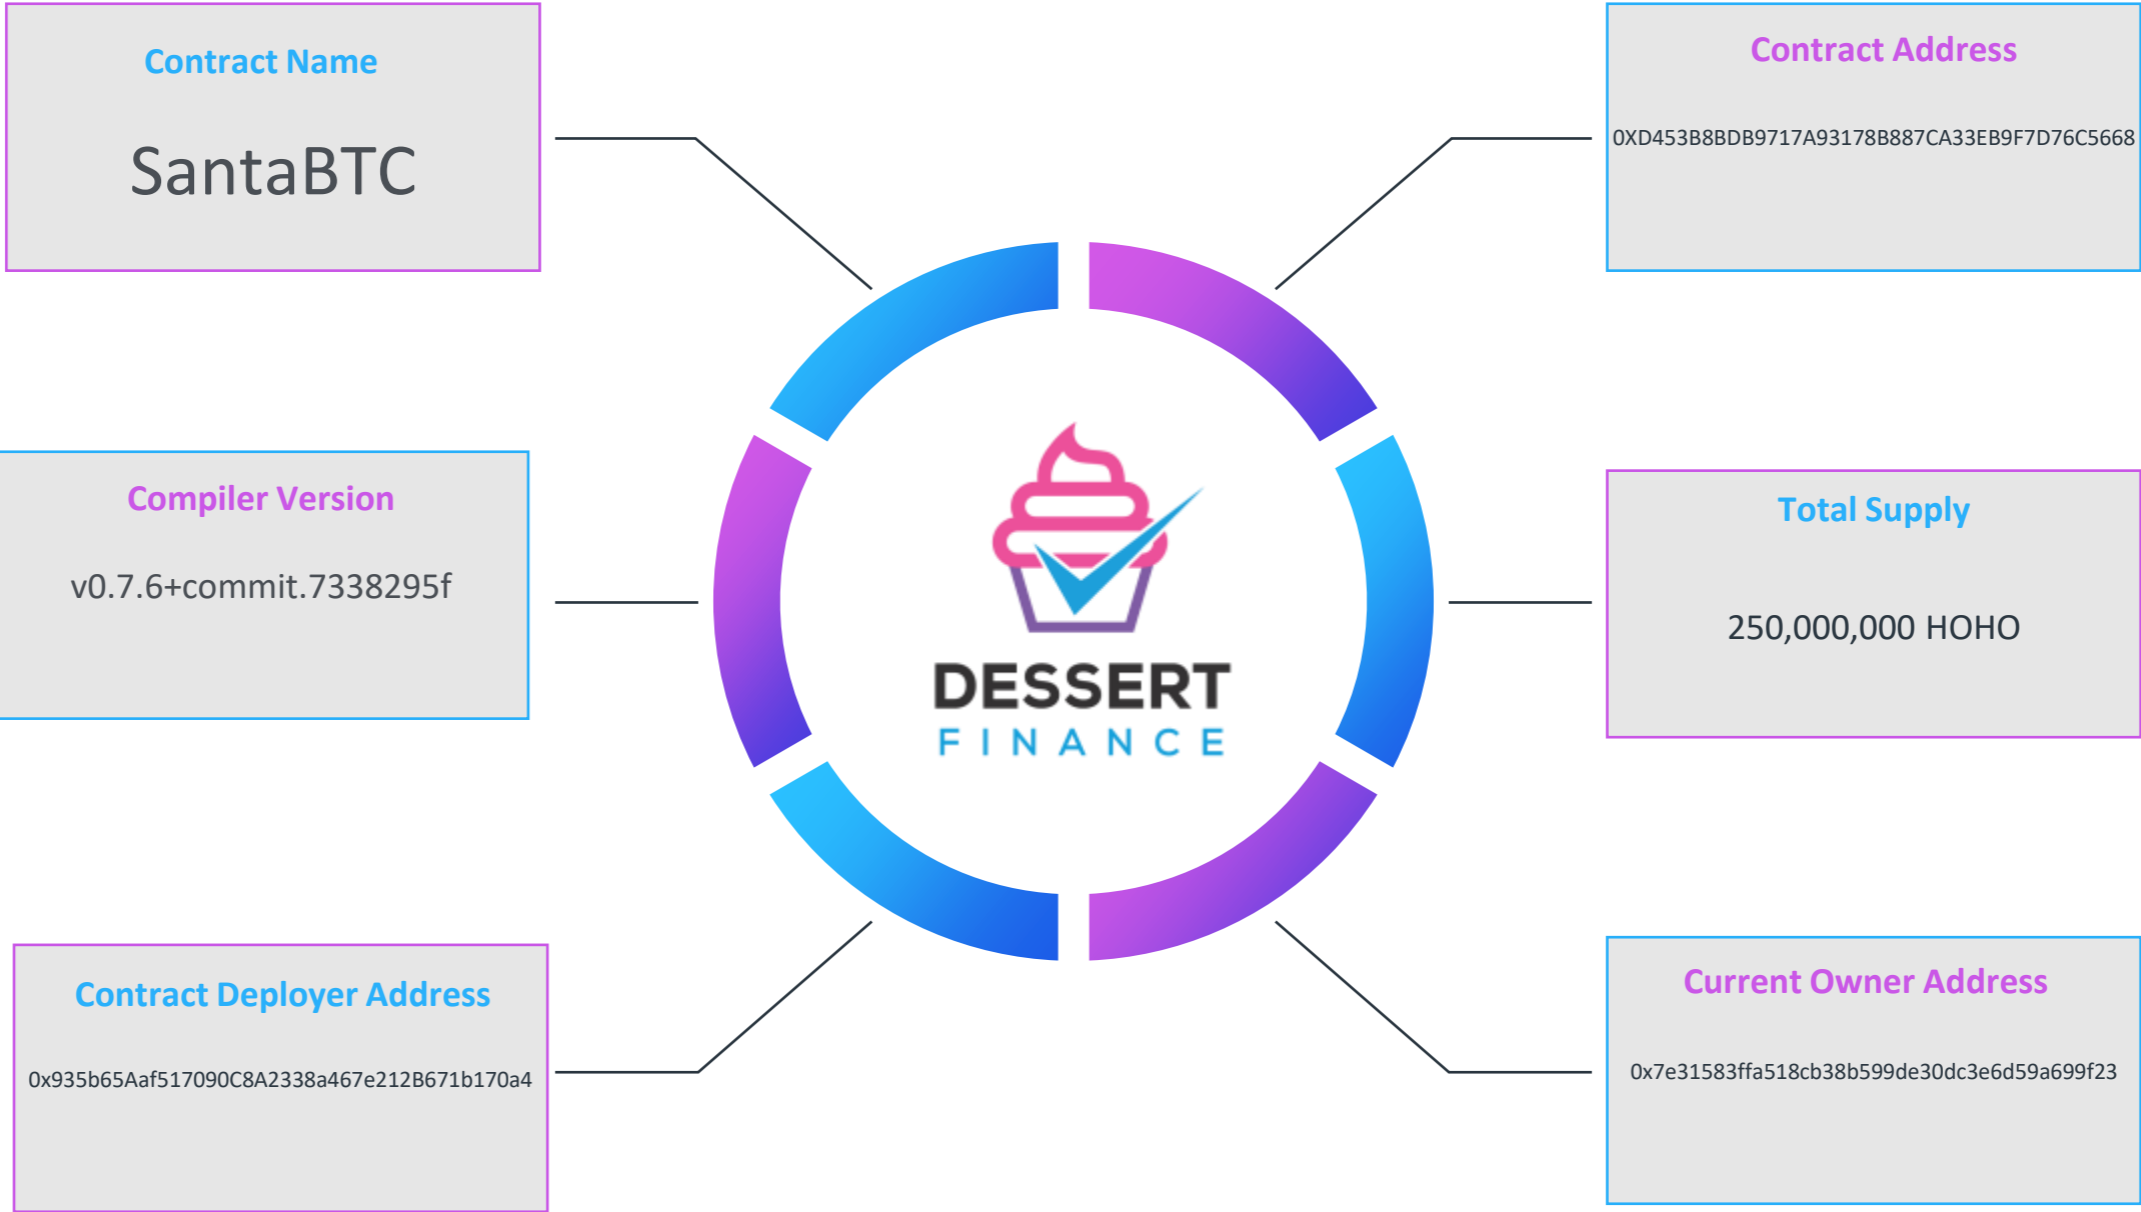 Contract Name
SantaBTC
Contract Address
0XD453B8BDB9717A93178B887CA33EB9F7D76C5668
Compiler Version
v0.7.6+commit.7338295f
DESSERT
FINANCE
Total Supply
250,000,000 HOHO
Contract Deployer Address
0x935b65Aaf517090C8A2338a467e212B671b170a4
Current Owner Address
0x7e31583ffa518cb38b599de30dc3e6d59a699f23